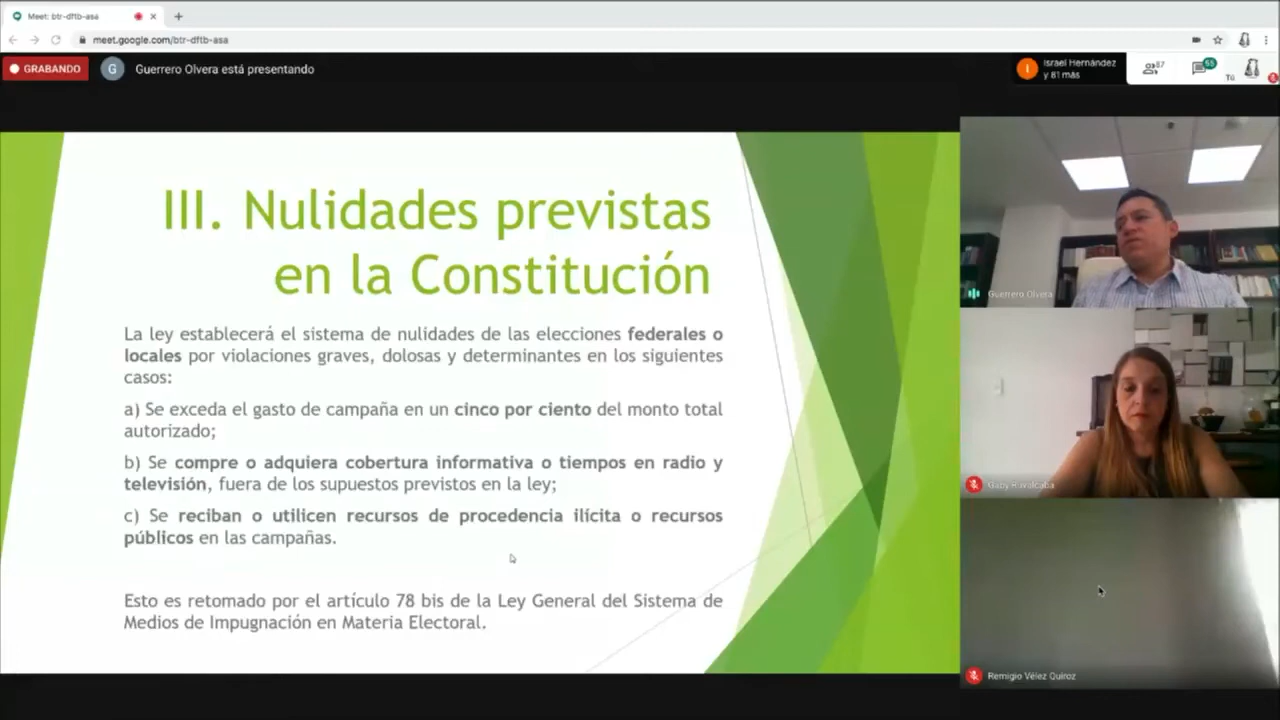 Meet: btr-dftb-asa
meet.google.com/btr-dftb-asa
GRABANDO
G
Guerrero Olvera está presentando
I
Israel Hernández
y 81 más
87
55
Tú
III. Nulidades previstas
en la Constitución
La ley establecerá el sistema de nulidades de las elecciones federales o
locales por violaciones graves, dolosas y determinantes en los siguientes
casos:
a) Se exceda el gasto de campaña en un cinco por ciento del monto total
autorizado;
b) Se compre o adquiera cobertura informativa o tiempos en radio y
televisión, fuera de los supuestos previstos en la ley;
c) Se reciban o utilicen recursos de procedencia ilícita o recursos
públicos en las campañas.
Esto es retomado por el artículo 78 bis de la Ley General del Sistema de
Medios de Impugnación en Materia Electoral.
Guerrero Olvera
Gaby Ruvalcaba
Remigio Vélez Quiroz